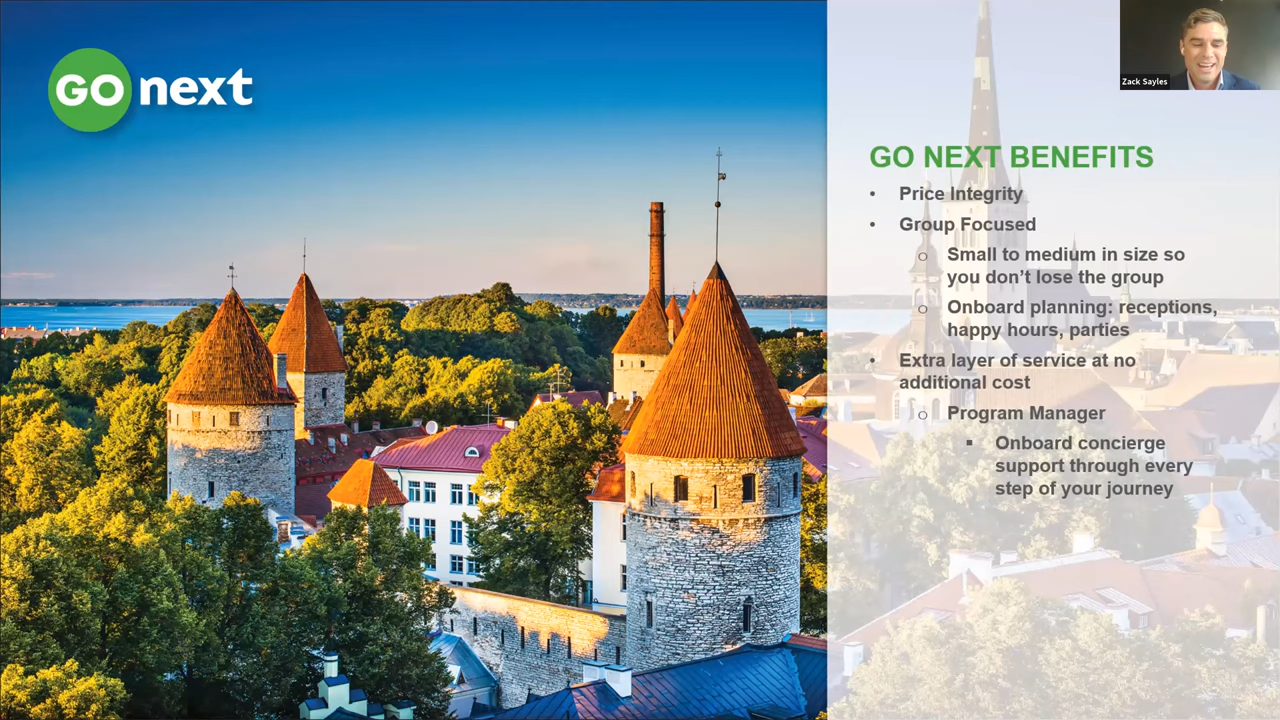 GO next
Zack Sayles
GO NEXT BENEFITS
• Price Integrity
• Group Focused
o Small to medium in size so
you don’t lose the group
o Onboard planning: receptions,
happy hours, parties
• Extra layer of service at no
additional cost
o Program Manager
▪ Onboard concierge
support through every
step of your journey